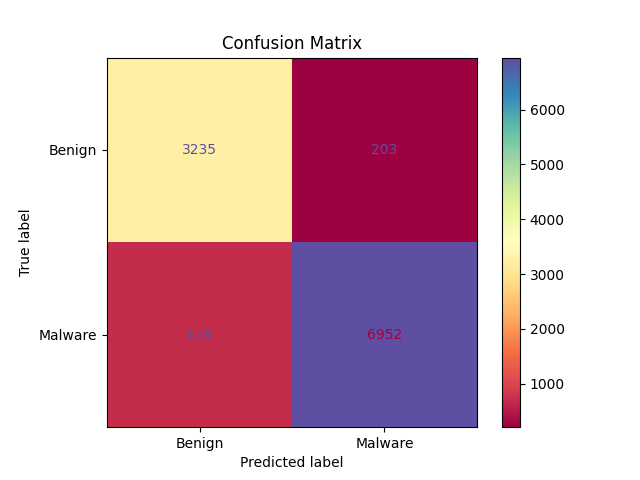 Confusion Matrix
Benign
3235
203
6000
5000
4000
True label
3000
Malware
6952
2000
1000
Benign
Malware
Predicted label